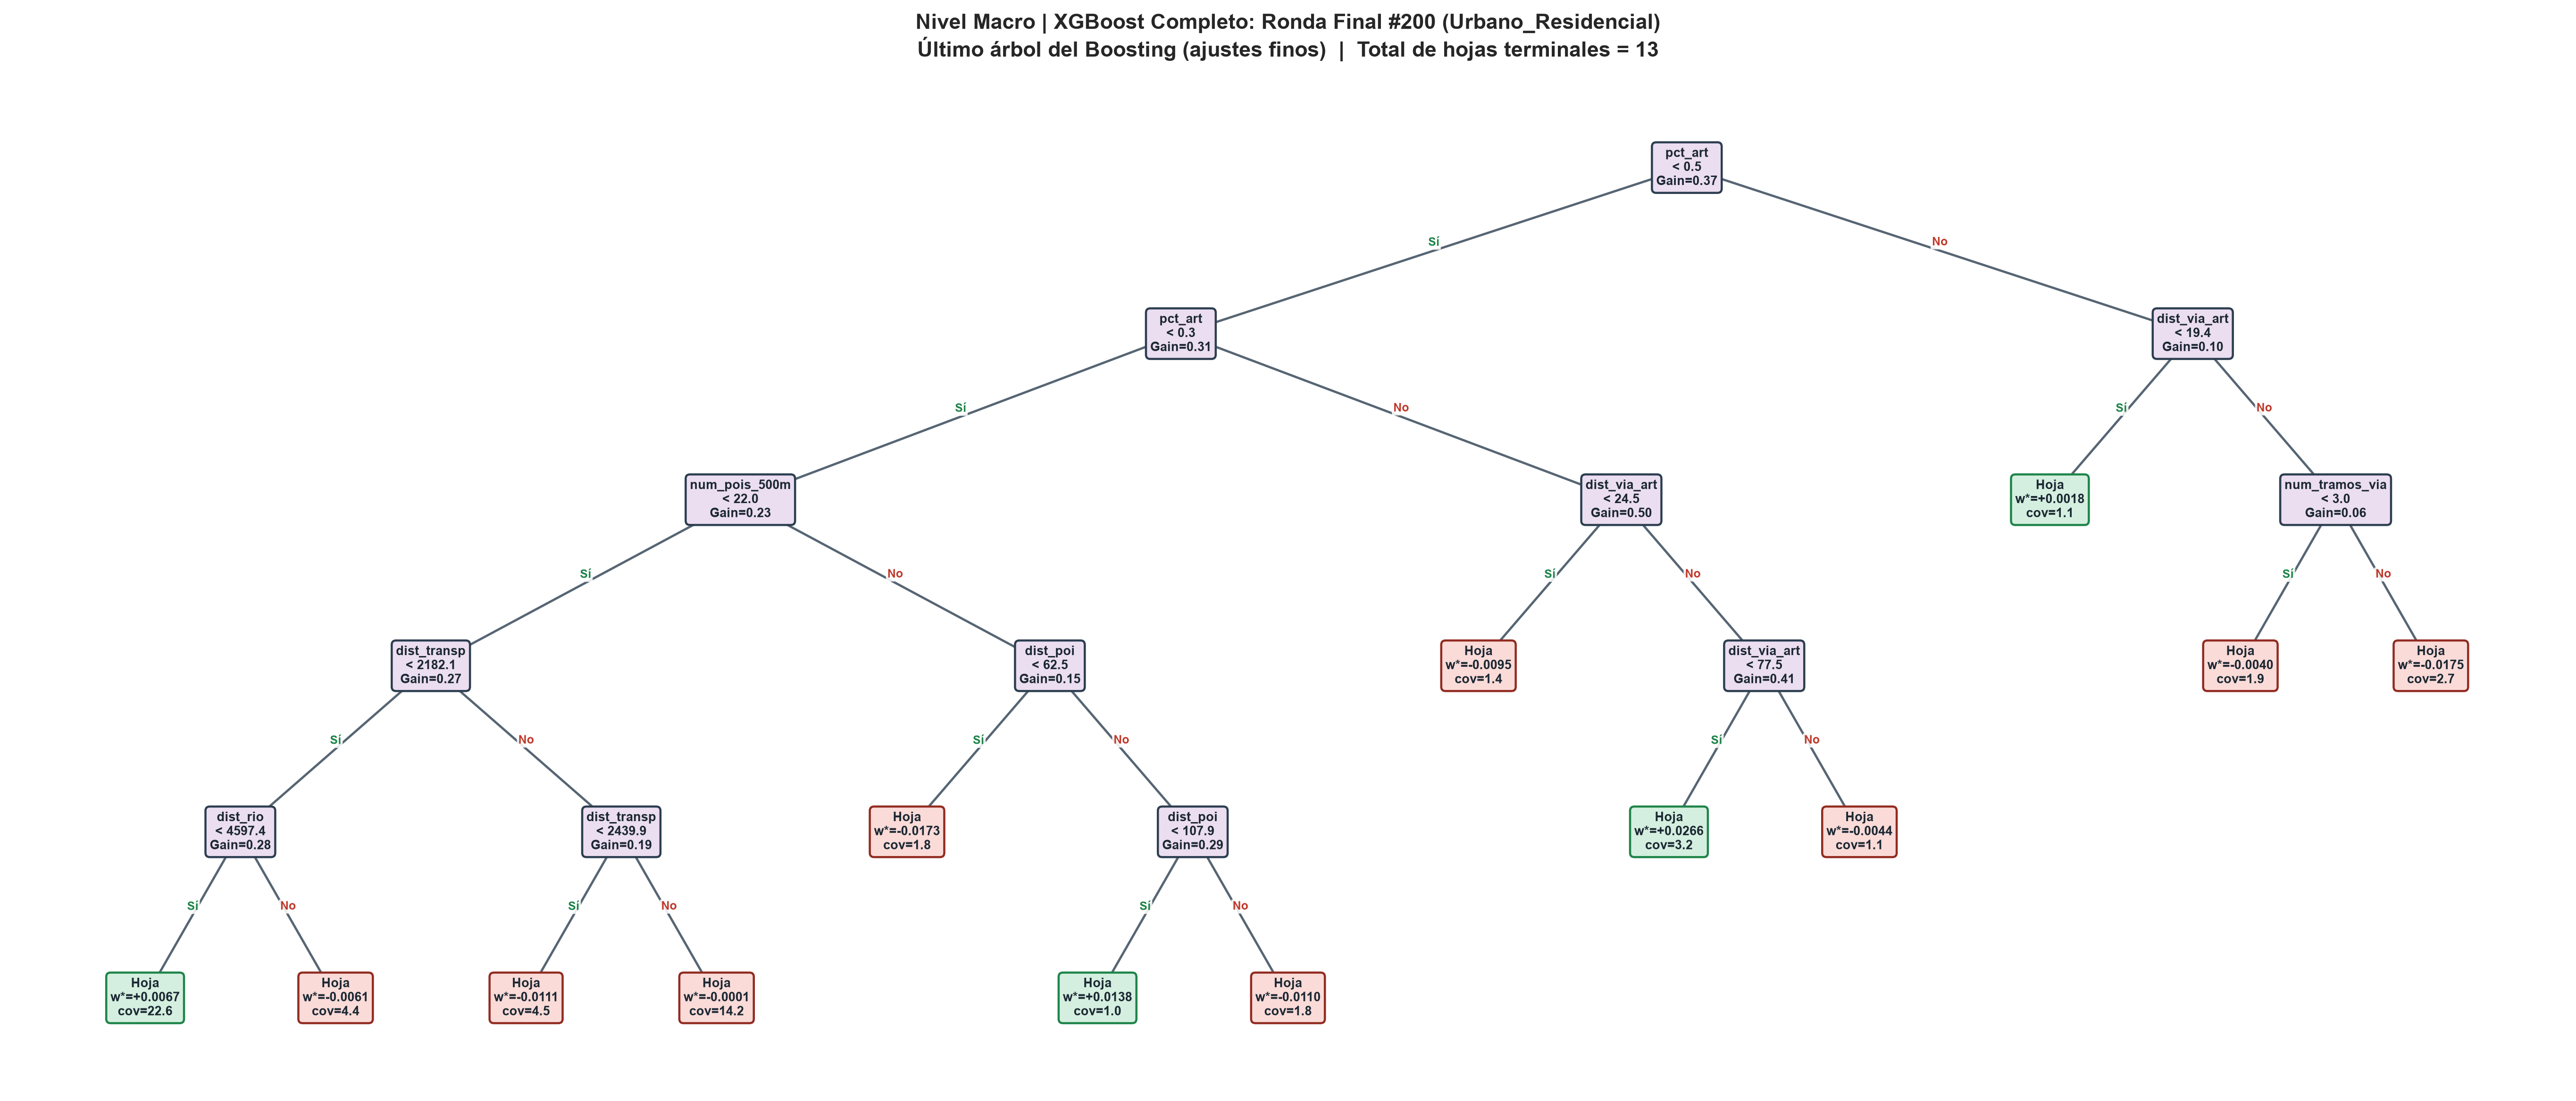 Nivel Macro | XGBoost Completo: Ronda Final #200 (Urbano_Residencial)
Último árbol del Boosting (ajustes finos)  |  Total de hojas terminales = 13
pct_art
< 0.5
Gain=0.37
Sí
No
pct_art
< 0.3
Gain=0.31
dist_via_art
< 19.4
Gain=0.10
Sí
No
Sí
No
num_pois_500m
< 22.0
Gain=0.23
dist_via_art
< 24.5
Gain=0.50
Hoja
w*=+0.0018
cov=1.1
num_tramos_via
< 3.0
Gain=0.06
Sí
No
Sí
No
Sí
No
dist_transp
< 2182.1
Gain=0.27
dist_poi
< 62.5
Gain=0.15
Hoja
w*=-0.0095
cov=1.4
dist_via_art
< 77.5
Gain=0.41
Hoja
w*=-0.0040
cov=1.9
Hoja
w*=-0.0175
cov=2.7
Sí
No
Sí
No
Sí
No
dist_rio
< 4597.4
Gain=0.28
dist_transp
< 2439.9
Gain=0.19
Hoja
w*=-0.0173
cov=1.8
dist_poi
< 107.9
Gain=0.29
Hoja
w*=+0.0266
cov=3.2
Hoja
w*=-0.0044
cov=1.1
Sí
No
Sí
No
Sí
No
Hoja
w*=+0.0067
cov=22.6
Hoja
w*=-0.0061
cov=4.4
Hoja
w*=-0.0111
cov=4.5
Hoja
w*=-0.0001
cov=14.2
Hoja
w*=+0.0138
cov=1.0
Hoja
w*=-0.0110
cov=1.8